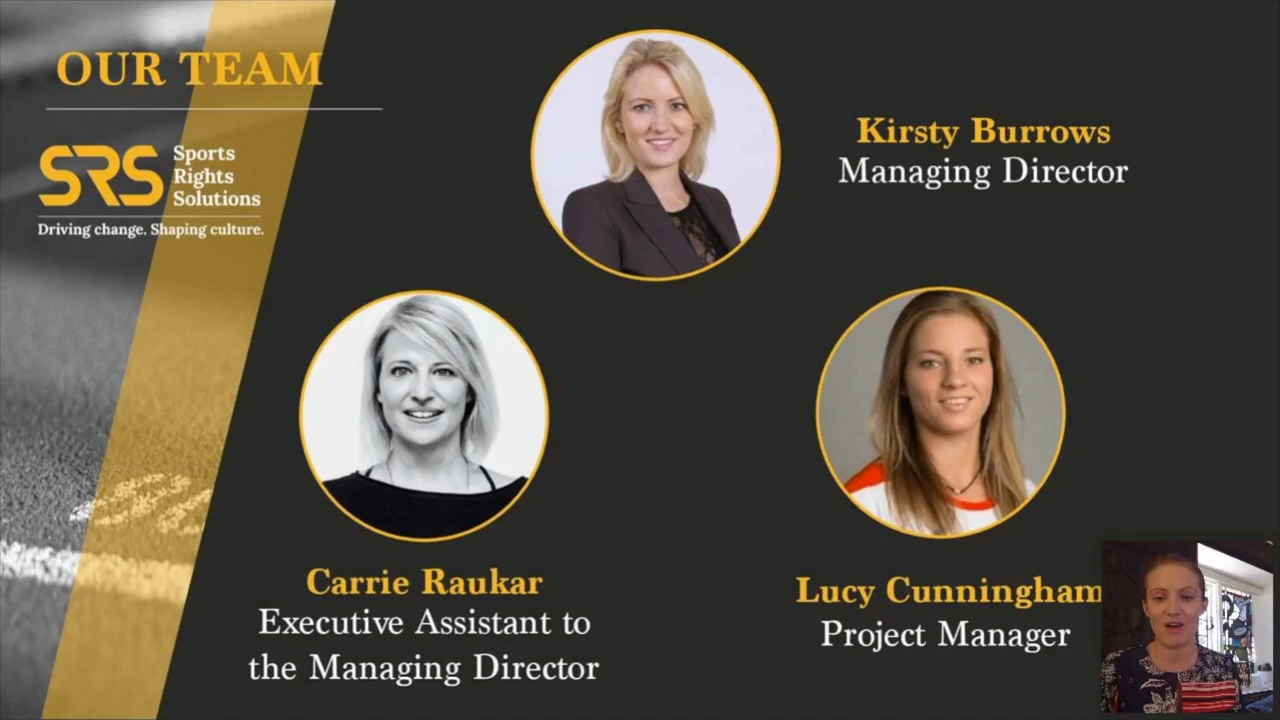 OUR TEAM
SRS
Sports
Rights
Solutions
Driving change. Shaping culture.
Kirsty Burrows
Managing Director
Carrie Raukar
Executive Assistant to
the Managing Director
Lucy Cunningham
Project Manager